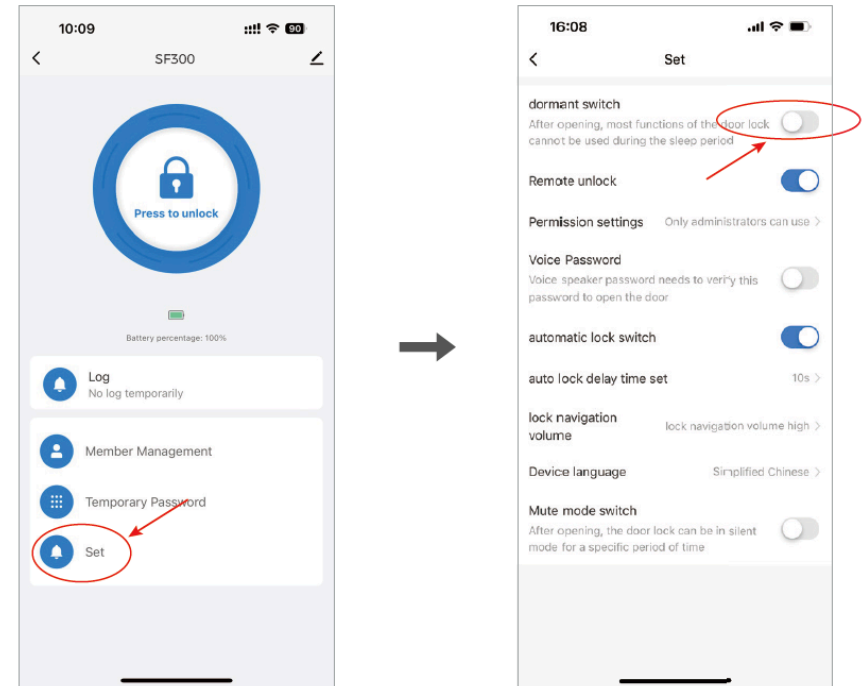 10:09
90
SF300
Press to unlock
Battery percentage: 100%
Log
No log temporarily
Member Management
Temporary Password
Set
16:08
Set
dormant switch
After opening, most functions of the door lock
cannot be used during the sleep period
Remote unlock
Permission settings Only administrators can use
Voice Password
Voice speaker password needs to verify this
password to open the door
automatic lock switch
auto lock delay time set 10s
lock navigation
volume
lock navigation volume high
Device language Simplified Chinese
Mute mode switch
After opening, the door lock can be in silent
mode for a specific period of time